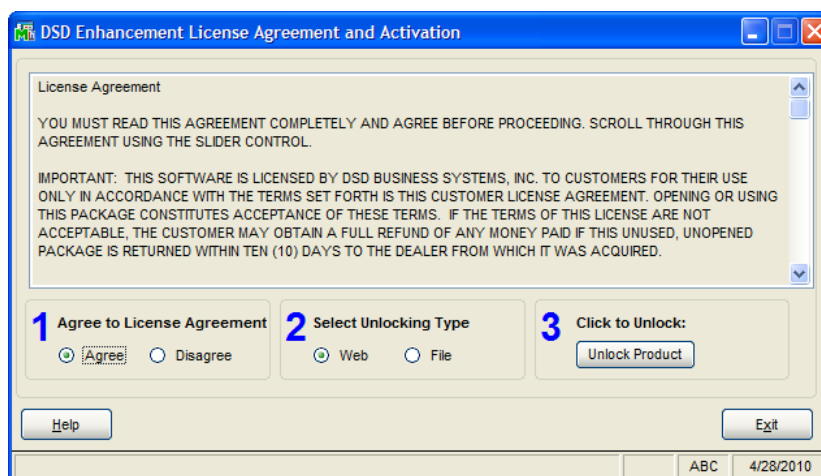 DSD Enhancement License Agreement and Activation
License Agreement
YOU MUST READ THIS AGREEMENT COMPLETELY AND AGREE BEFORE PROCEEDING. SCROLL THROUGH THIS
AGREEMENT USING THE SLIDER CONTROL.
IMPORTANT: THIS SOFTWARE IS LICENSED BY DSD BUSINESS SYSTEMS, INC. TO CUSTOMERS FOR THEIR USE
ONLY IN ACCORDANCE WITH THE TERMS SET FORTH IS THIS CUSTOMER LICENSE AGREEMENT. OPENING OR USING
THIS PACKAGE CONSTITUTES ACCEPTANCE OF THESE TERMS. IF THE TERMS OF THIS LICENSE ARE NOT
ACCEPTABLE, THE CUSTOMER MAY OBTAIN A FULL REFUND OF ANY MONEY PAID IF THIS UNUSED, UNOPENED
PACKAGE IS RETURNED WITHIN TEN (10) DAYS TO THE DEALER FROM WHICH IT WAS ACQUIRED.
1 Agree to License Agreement
Agree Disagree
2 Select Unlocking Type
Web File
3 Click to Unlock:
Unlock Product
Help
Exit
ABC 4/28/2010